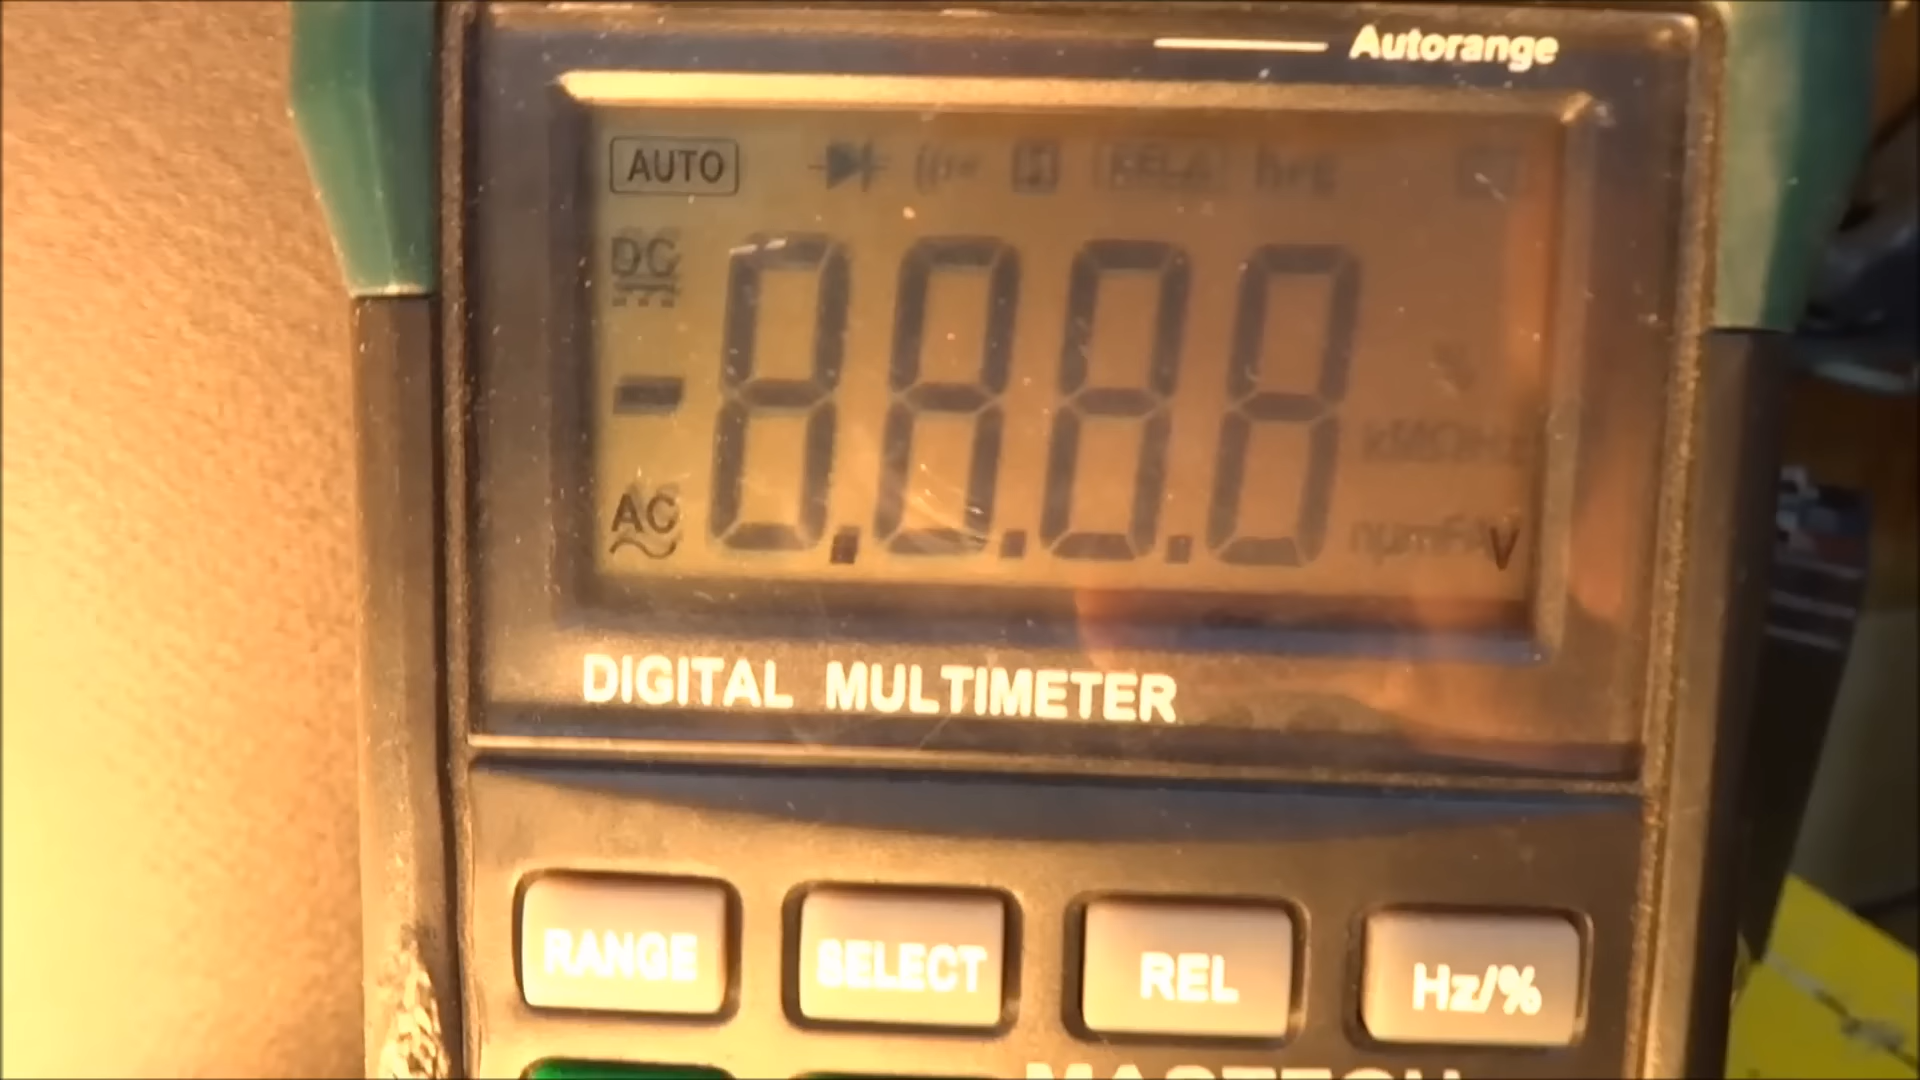 Autorange
AUTO
DC
-8.8.8.8
AC
V
DIGITAL MULTIMETER
RANGE
SELECT
REL
Hz/%